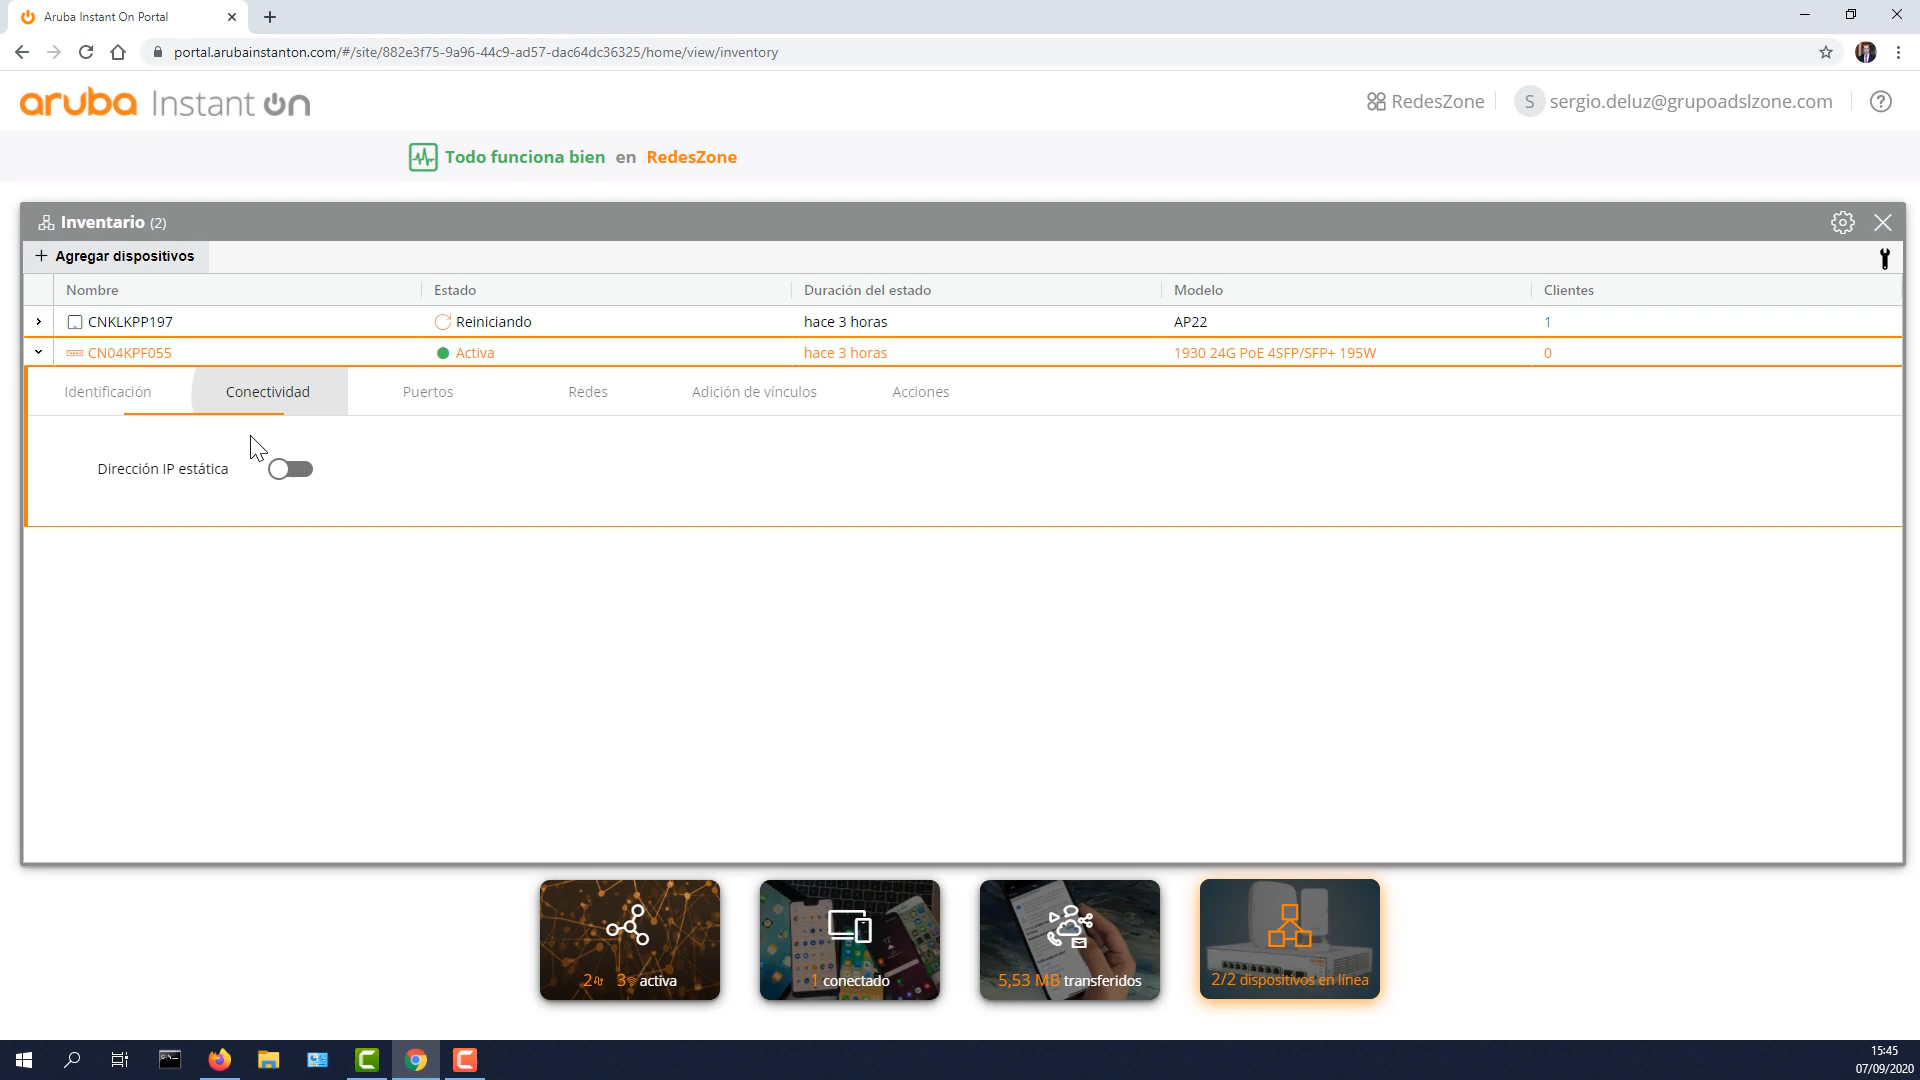 Aruba Instant On Portal
portal.arubainstanton.com/#/site/882e3f75-9a96-44c9-ad57-dac64dc36325/home/view/inventory
aruba Instant On
RedesZone
S sergio.deluz@grupoadslzone.com
?
Todo funciona bien en RedesZone
Inventario (2)
+ Agregar dispositivos
Nombre Estado Duración del estado Modelo Clientes
CNKLKPP197 Reiniciando hace 3 horas AP22 1
CN04KPF055 Activa hace 3 horas 1930 24G PoE 4SFP/SFP+ 195W 0
Identificación Conectividad Puertos Redes Adición de vínculos Acciones
Dirección IP estática
2 3 activa
1 conectado
5,53 MB transferidos
2/2 dispositivos en línea
15:45
07/09/2020